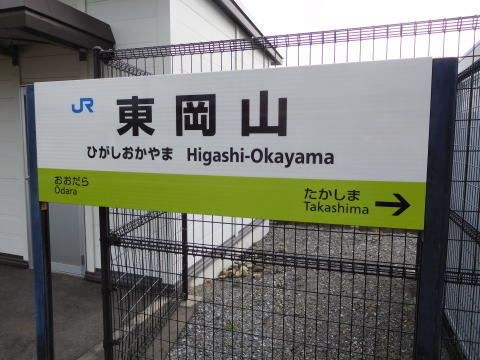 JR 東岡山
ひがしおかやま Higashi-Okayama
おおだら たかしま
Ōdara Takashima